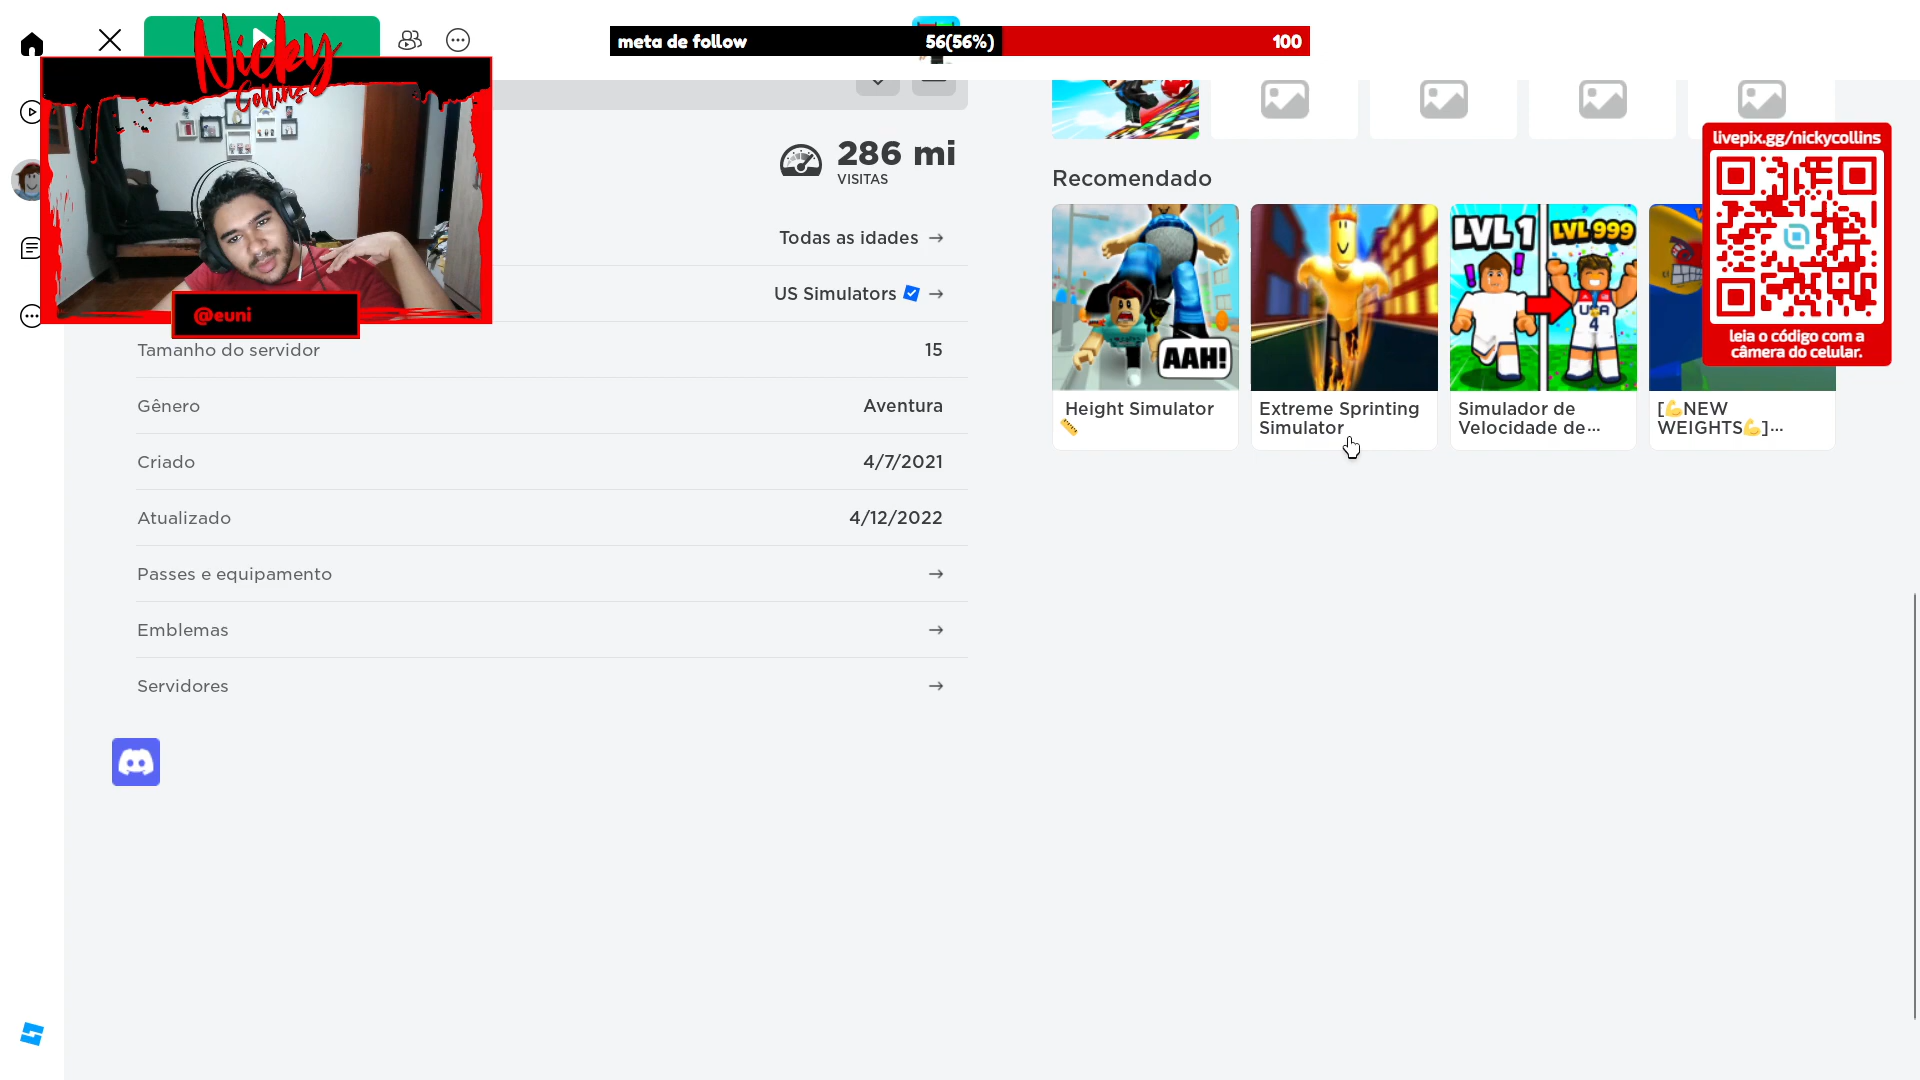 Nicky
Collins
meta de follow 56(56%) 100
@euni
286 mi
VISITAS
Todas as idades
US Simulators
Tamanho do servidor 15
Gênero Aventura
Criado 4/7/2021
Atualizado 4/12/2022
Passes e equipamento
Emblemas
Servidores
Recomendado
AAH!
LVL 1 LVL 999
USA
4
Height Simulator
Extreme Sprinting
Simulator
Simulador de
Velocidade de...
[💪NEW
WEIGHTS💪]...
livepix.gg/nickycollins
leia o código com a
câmera do celular.